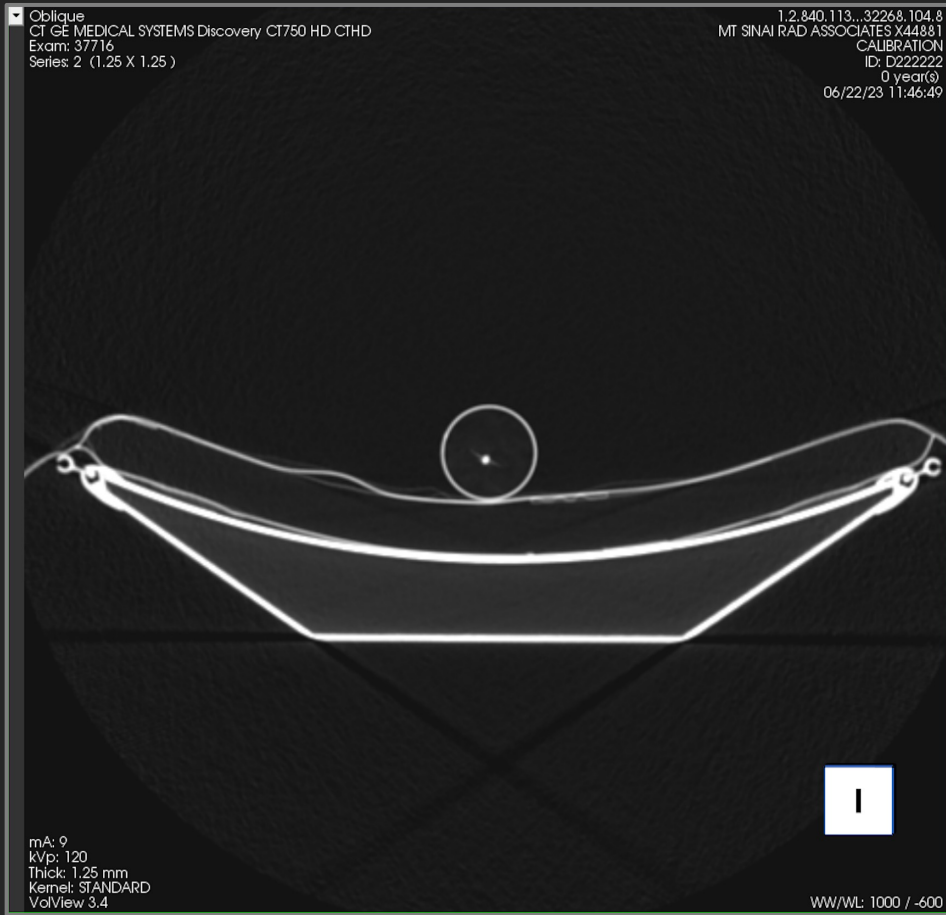 Oblique
CT GE MEDICAL SYSTEMS Discovery CT750 HD CTHD
Exam: 37716
Series: 2 (1.25 X 1.25 )
1.2.840.113...32268.104.8
MT SINAI RAD ASSOCIATES X44881
CALIBRATION
ID: D222222
0 year(s)
06/22/23 11:46:49
I
mA: 9
kVp: 120
Thick: 1.25 mm
Kernel: STANDARD
VolView 3.4
WW/WL: 1000 / -600